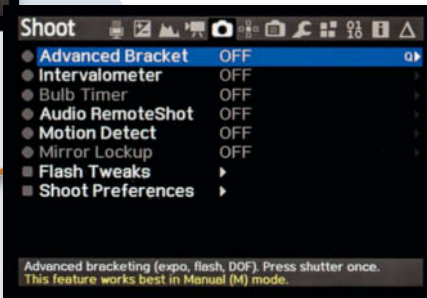 Shoot
Advanced Bracket OFF Q
Intervalometer OFF
Bulb Timer OFF
Audio RemoteShot OFF
Motion Detect OFF
Mirror Lockup OFF
Flash Tweaks
Shoot Preferences
Advanced bracketing (expo, flash, DOF). Press shutter once.
This feature works best in Manual (M) mode.